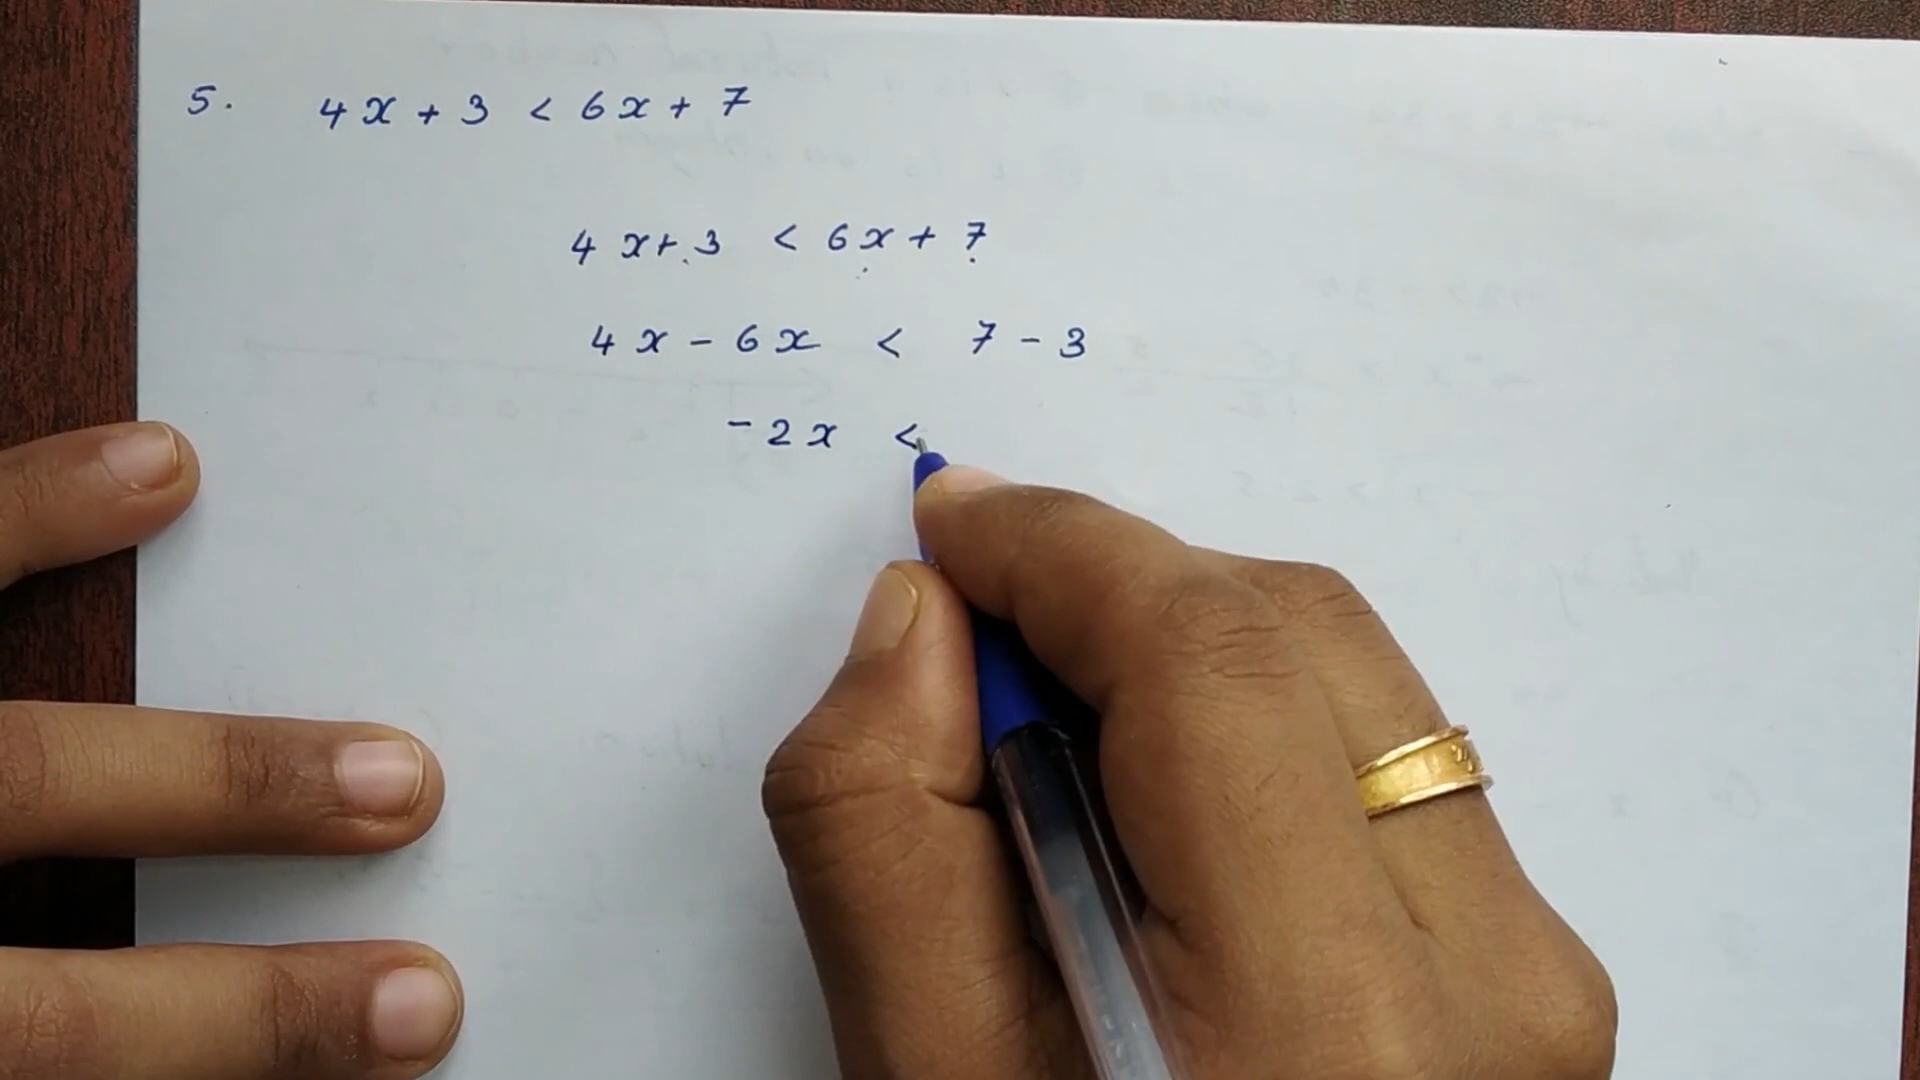 5. 4x + 3 < 6x + 7
4x + 3 < 6x + 7
4x - 6x < 7 - 3
-2x <